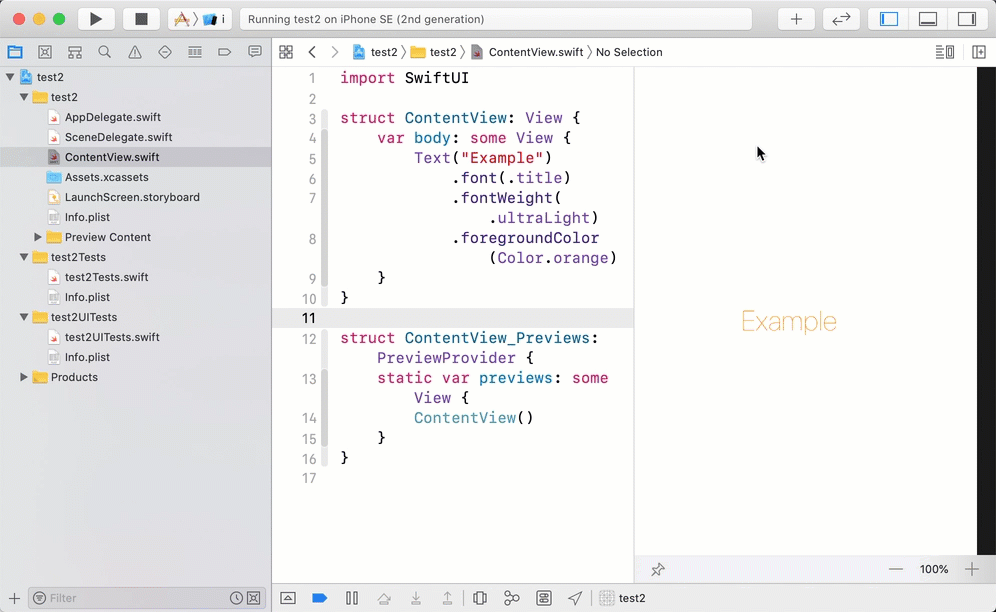 Running test2 on iPhone SE (2nd generation)
test2 test2 ContentView.swift No Selection
test2
test2
AppDelegate.swift
SceneDelegate.swift
ContentView.swift
Assets.xcassets
LaunchScreen.storyboard
Info.plist
Preview Content
test2Tests
test2Tests.swift
Info.plist
test2UITests
test2UITests.swift
Info.plist
Products
Filter
1 import SwiftUI
2
3 struct ContentView: View {
4 var body: some View {
5 Text("Example")
6 .font(.title)
7 .fontWeight(
.ultraLight)
8 .foregroundColor
(Color.orange)
9 }
10 }
11
12 struct ContentView_Previews:
PreviewProvider {
13 static var previews: some
View {
14 ContentView()
15 }
16 }
17
Example
100%
test2